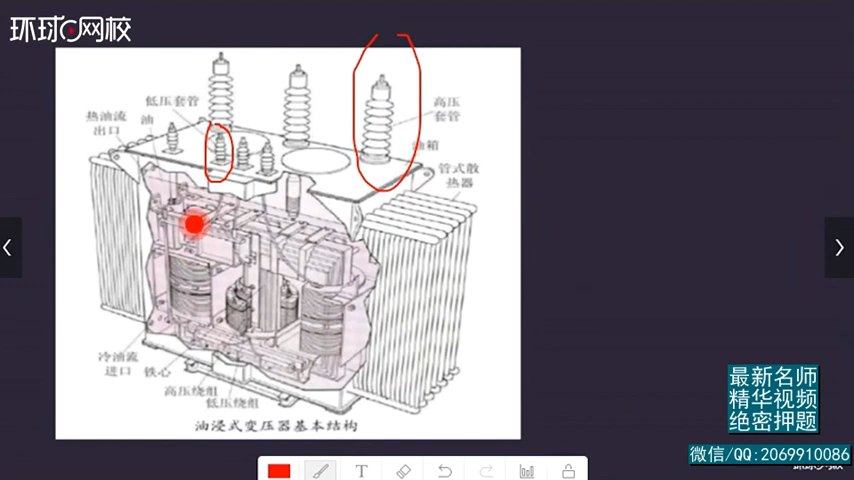 环球网校
低压套管
高压
套管
热油流
出口
油
油箱
管式散
热器
冷油流
进口
铁心
高压绕组
低压绕组
油浸式变压器基本结构
最新名师
精华视频
绝密押题
微信/QQ:2069910086
T